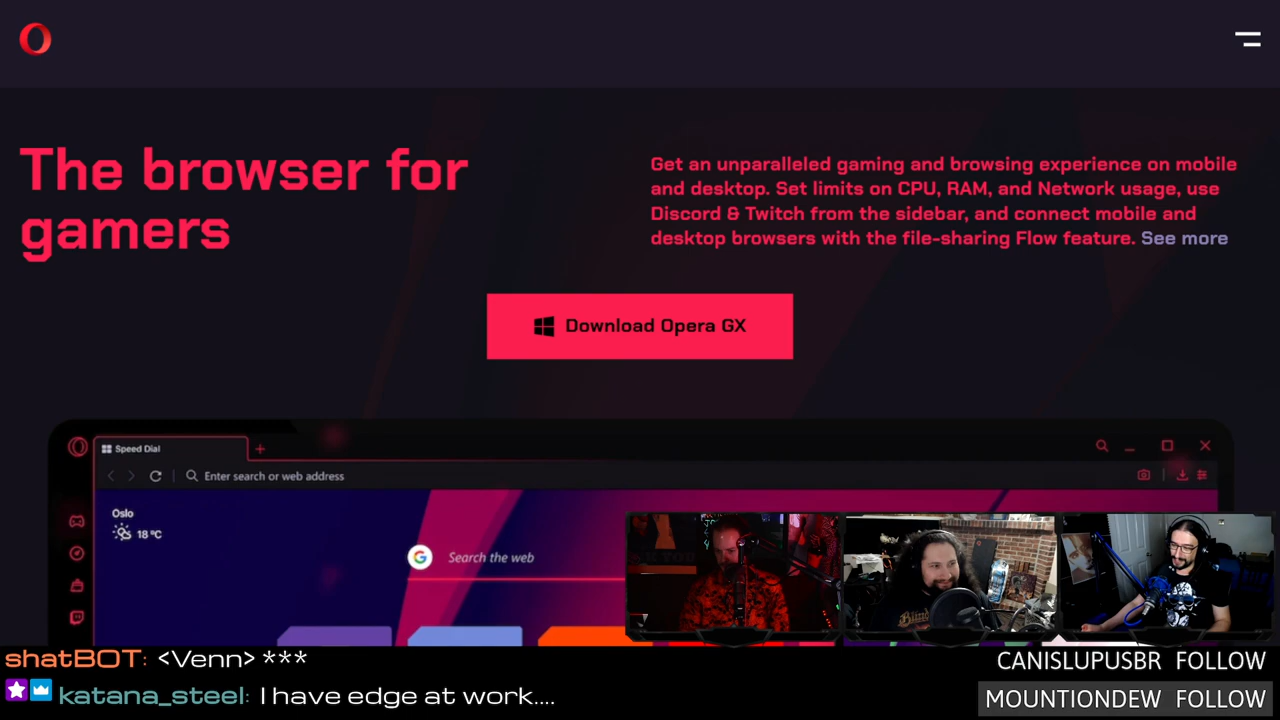 The browser for
gamers
Get an unparalleled gaming and browsing experience on mobile
and desktop. Set limits on CPU, RAM, and Network usage, use
Discord & Twitch from the sidebar, and connect mobile and
desktop browsers with the file-sharing Flow feature. See more
Download Opera GX
Speed Dial
Enter search or web address
Oslo
18 ºC
Search the web
shatBOT: <Venn> ***
katana_steel: I have edge at work....
CANISLUPUSBR FOLLOW
MOUNTIONDEW FOLLOW